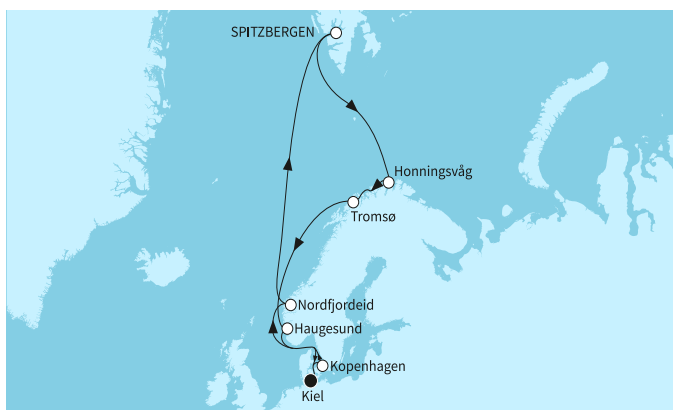 SPITZBERGEN
Honningsvåg
Tromsø
Nordfjordeid
Haugesund
Kopenhagen
Kiel